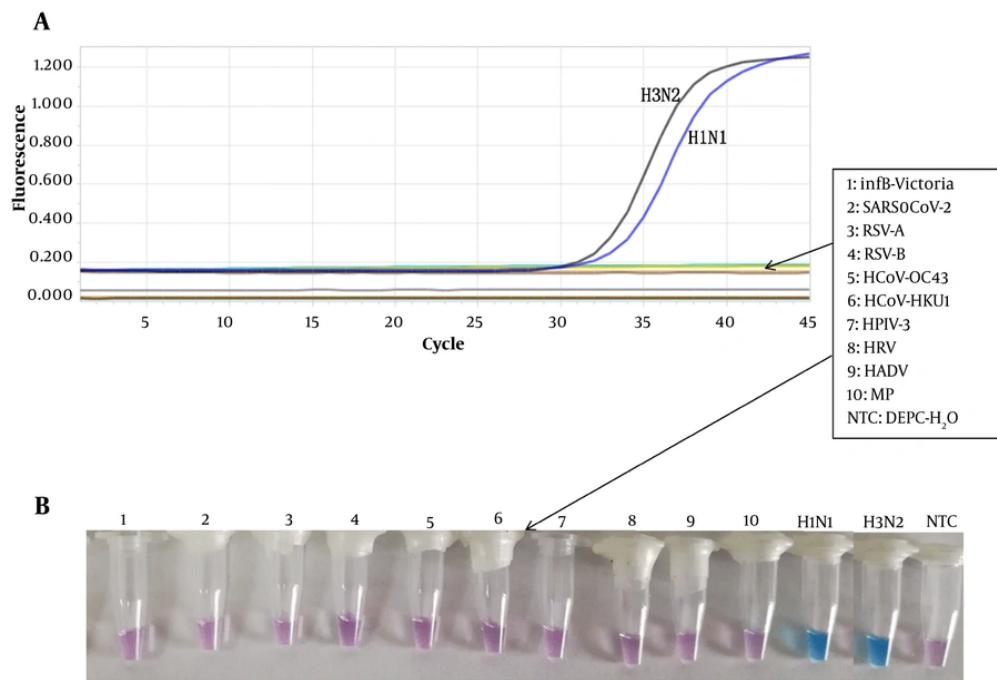 A
Fluorescence
1.200
1.000
0.800
0.600
0.400
0.200
0.000
H3N2
H1N1
5 10 15 20 25 30 35 40 45
Cycle
1: infB-Victoria
2: SARS0CoV-2
3: RSV-A
4: RSV-B
5: HCoV-OC43
6: HCoV-HKU1
7: HPIV-3
8: HRV
9: HADV
10: MP
NTC: DEPC-H₂O
B
1 2 3 4 5 6 7 8 9 10 H1N1 H3N2 NTC